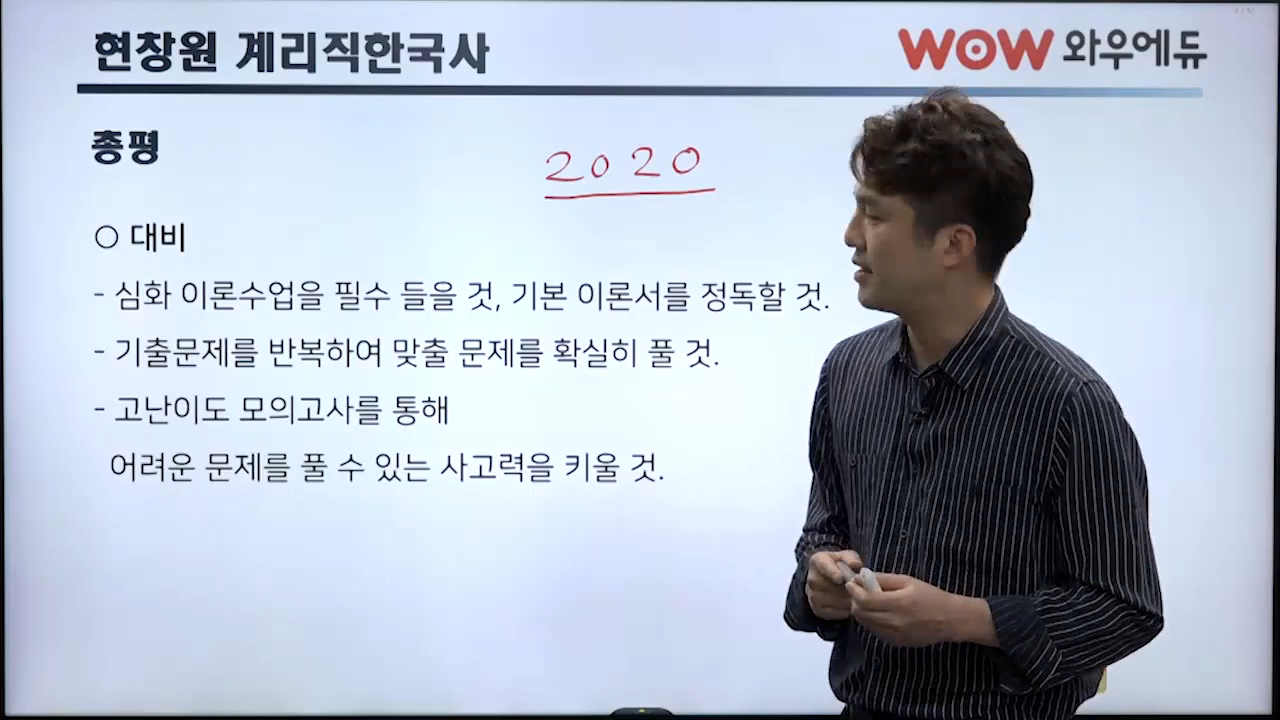 현창원 계리직한국사
WOW 와우에듀
총평
2020
○ 대비
- 심화 이론수업을 필수 들을 것, 기본 이론서를 정독할 것.
- 기출문제를 반복하여 맞출 문제를 확실히 풀 것.
- 고난이도 모의고사를 통해
어려운 문제를 풀 수 있는 사고력을 키울 것.